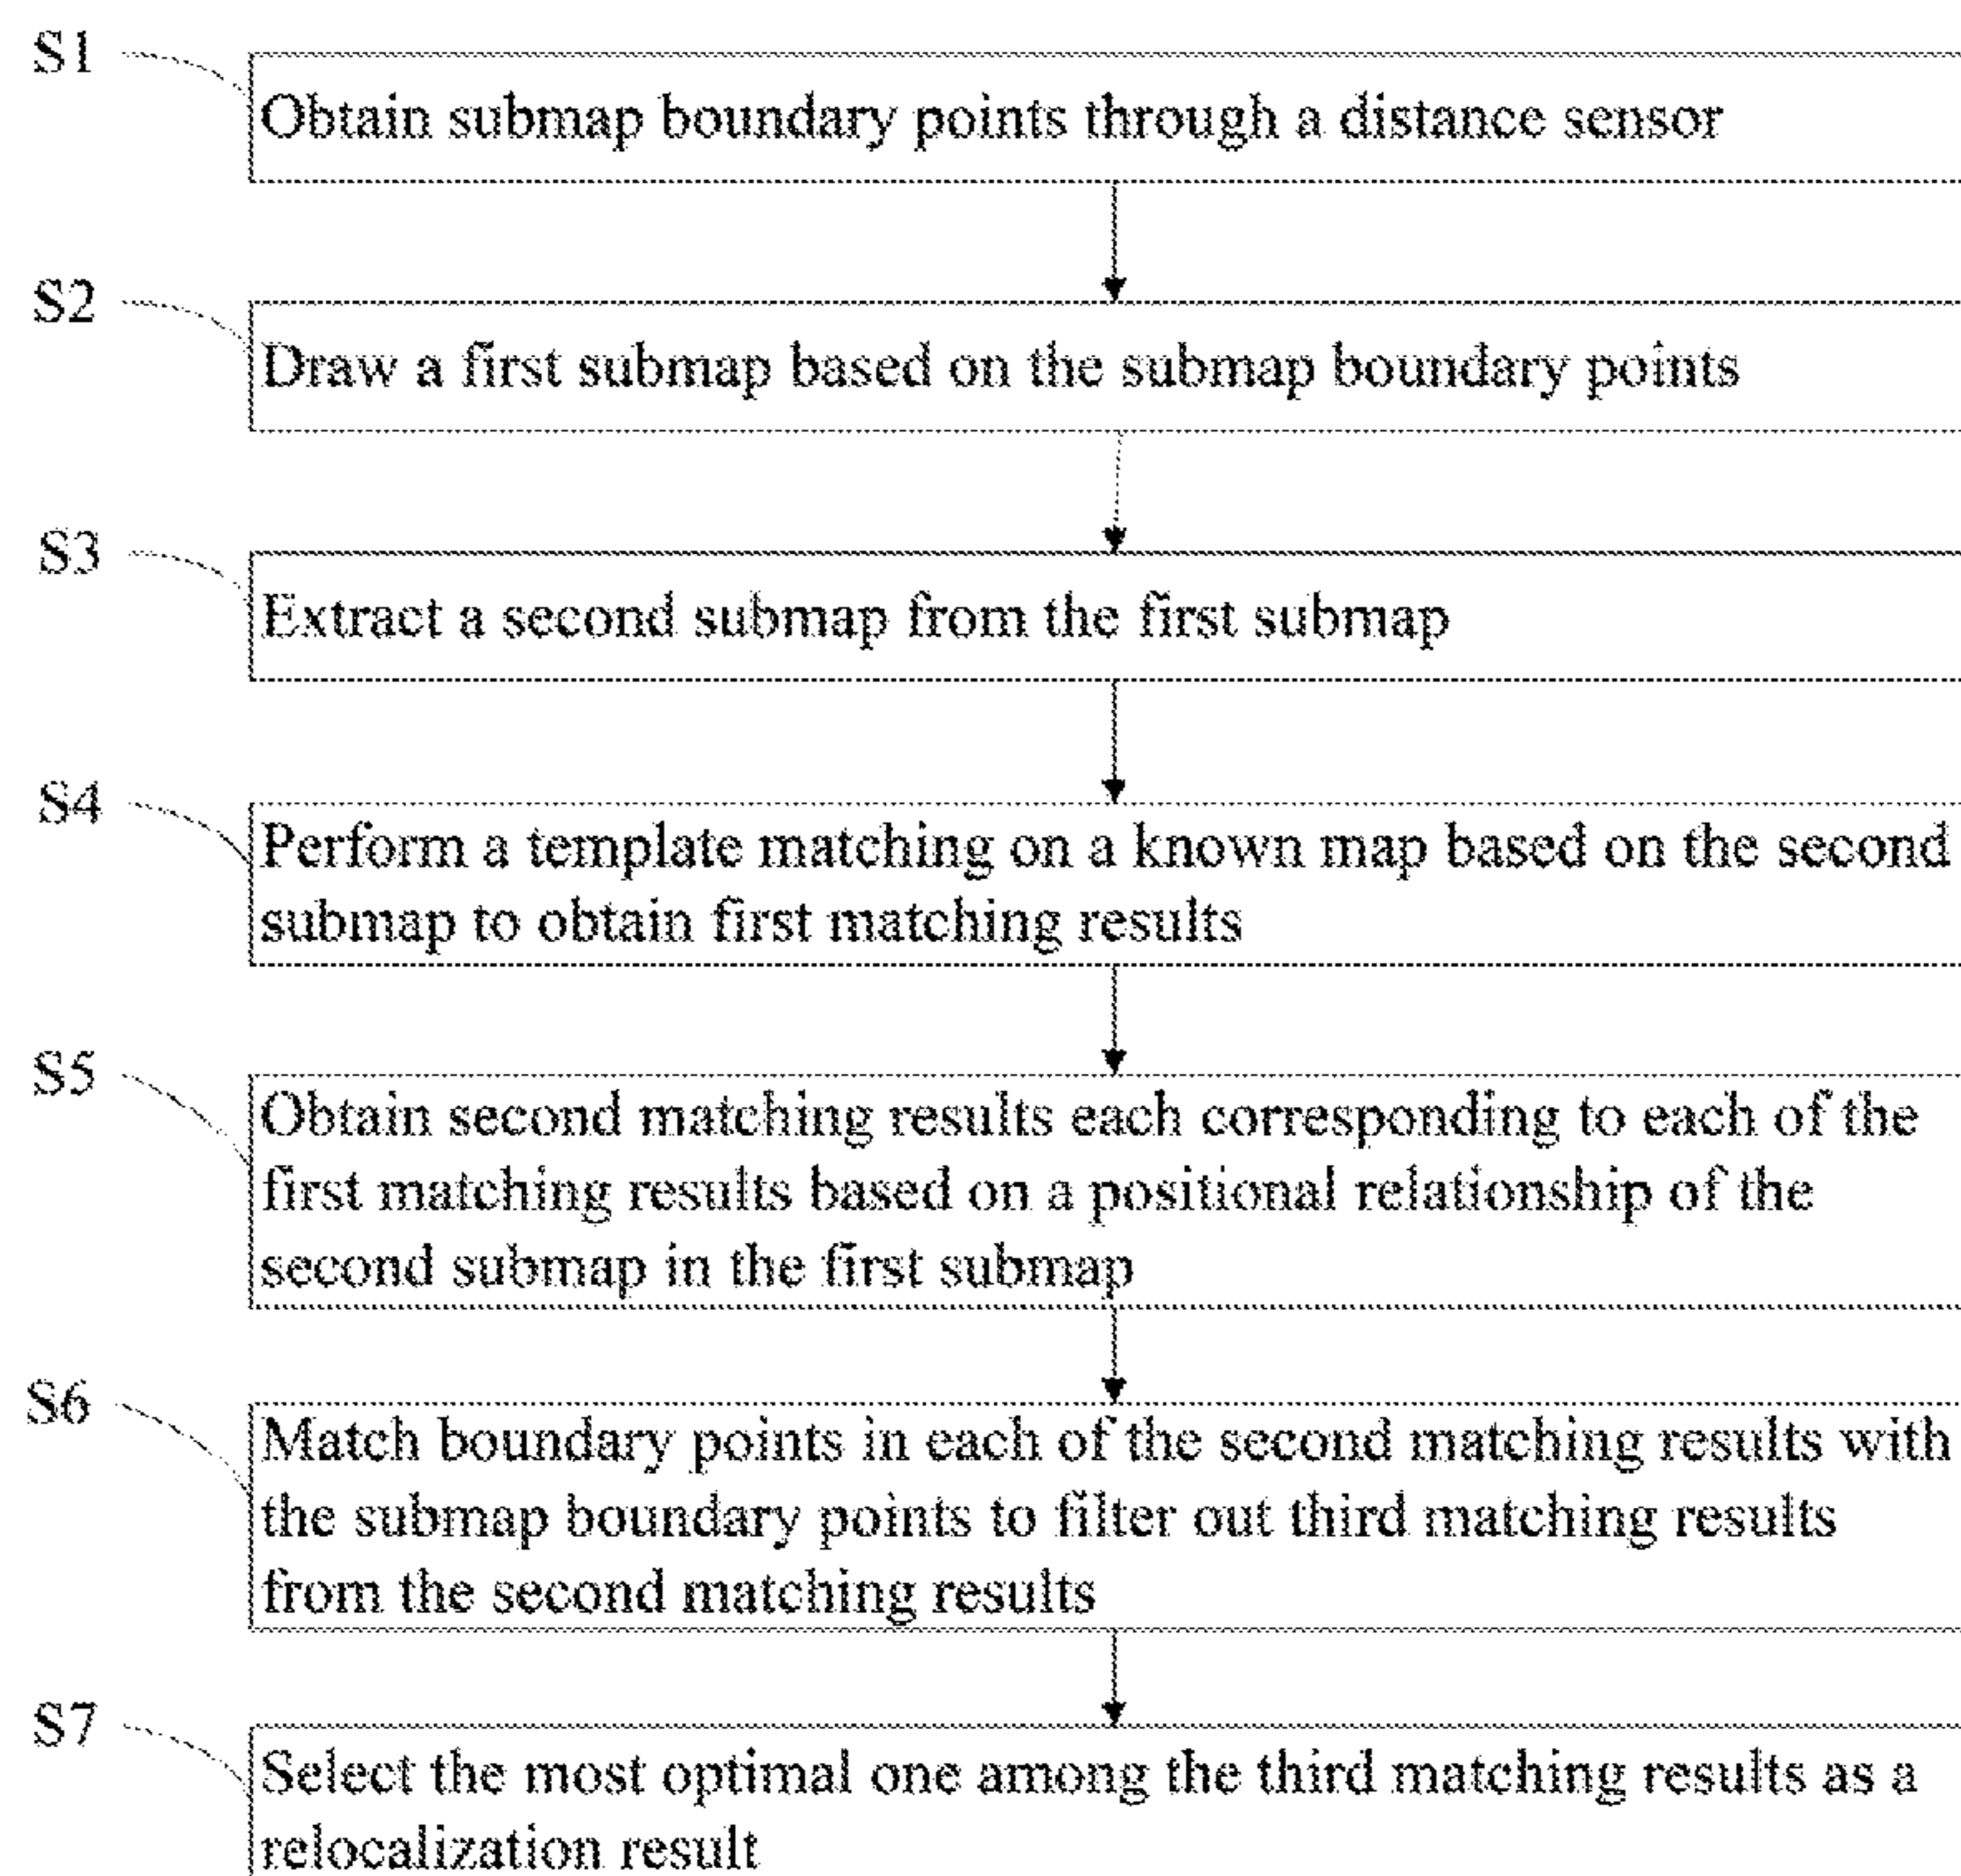 S1
Obtain submap boundary points through a distance sensor
S2
Draw a first submap based on the submap boundary points
S3
Extract a second submap from the first submap
S4
Perform a template matching on a known map based on the second
submap to obtain first matching results
S5
Obtain second matching results each corresponding to each of the
first matching results based on a positional relationship of the
second submap in the first submap
S6
Match boundary points in each of the second matching results with
the submap boundary points to filter out third matching results
from the second matching results
S7
Select the most optimal one among the third matching results as a
relocalization result